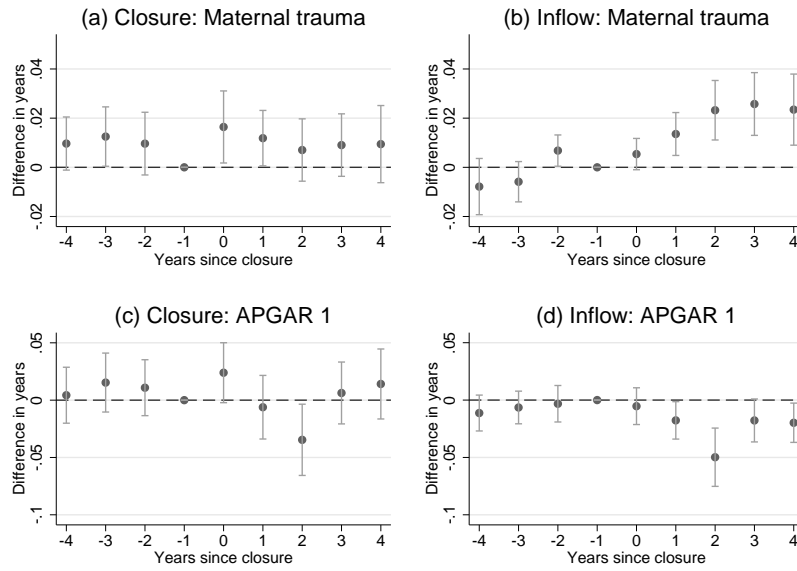 (a) Closure: Maternal trauma
Difference in years
.04
.02
0
-.02
-4 -3 -2 -1 0 1 2 3 4
Years since closure
(b) Inflow: Maternal trauma
Difference in years
.04
.02
0
-.02
-4 -3 -2 -1 0 1 2 3 4
Years since closure
(c) Closure: APGAR 1
Difference in years
.05
0
-.05
-.1
-4 -3 -2 -1 0 1 2 3 4
Years since closure
(d) Inflow: APGAR 1
Difference in years
.05
0
-.05
-.1
-4 -3 -2 -1 0 1 2 3 4
Years since closure